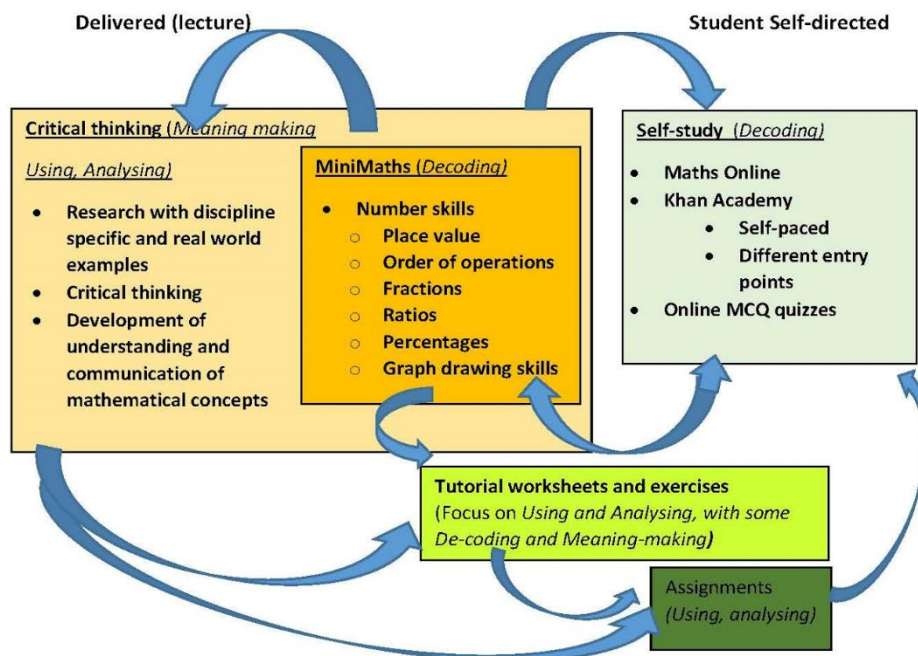 Delivered (lecture)
Student Self-directed
Critical thinking (Meaning making
Using, Analysing)
• Research with discipline
specific and real world
examples
• Critical thinking
• Development of
understanding and
communication of
mathematical concepts
MiniMaths (Decoding)
• Number skills
o Place value
o Order of operations
o Fractions
o Ratios
o Percentages
o Graph drawing skills
Self-study (Decoding)
• Maths Online
• Khan Academy
• Self-paced
• Different entry
points
• Online MCQ quizzes
Tutorial worksheets and exercises
(Focus on Using and Analysing, with some
De-coding and Meaning-making)
Assignments
(Using, analysing)